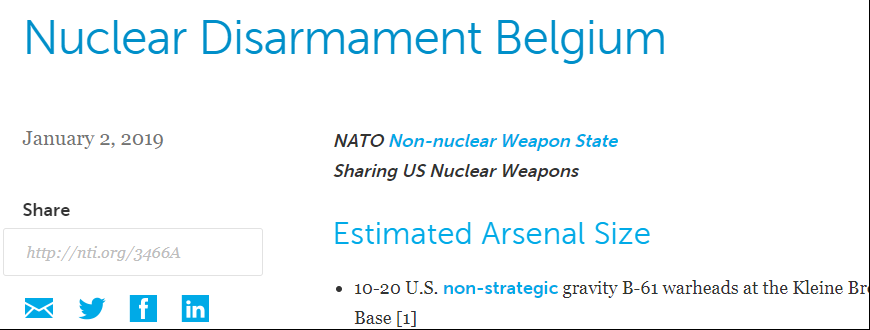 Nuclear Disarmament Belgium
January 2, 2019
NATO Non-nuclear Weapon State
Sharing US Nuclear Weapons
Share
http://nti.org/3466A
Estimated Arsenal Size
• 10-20 U.S. non-strategic gravity B-61 warheads at the Kleine Bro
Base [1]